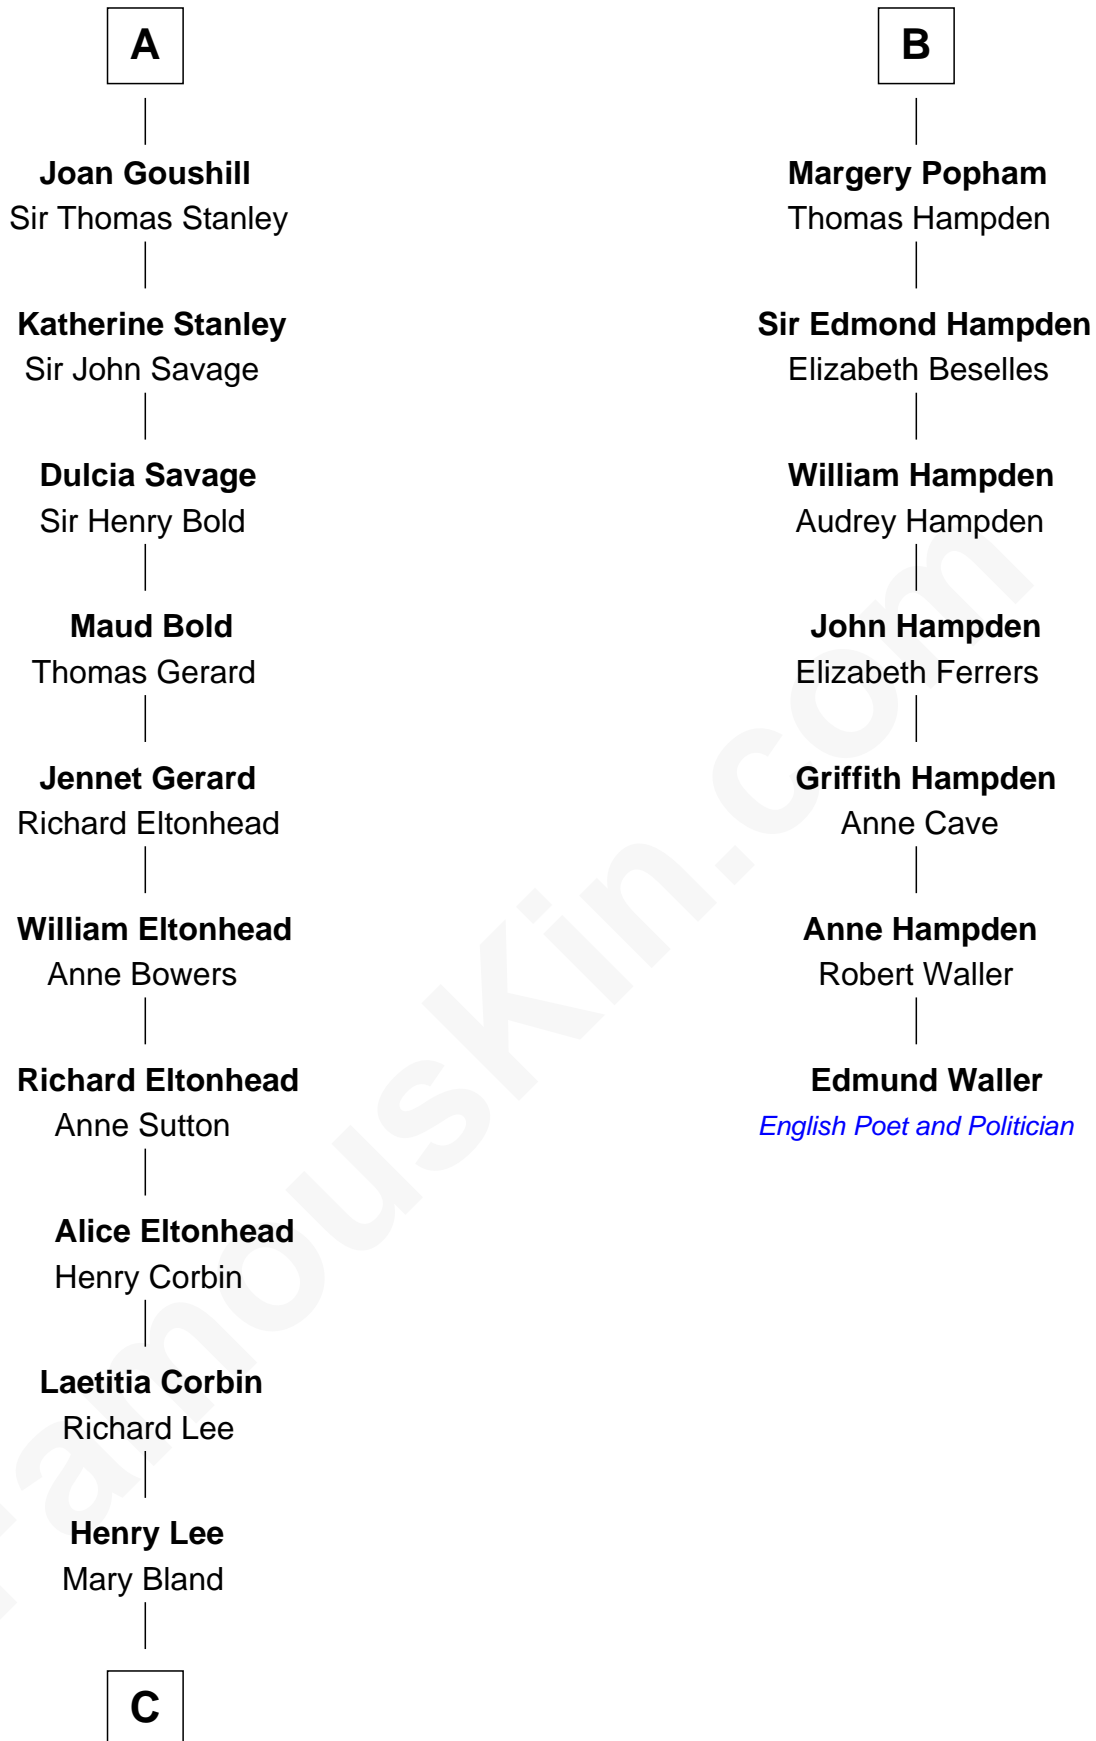 A
Joan Goushill
Sir Thomas Stanley
Katherine Stanley
Sir John Savage
Dulcia Savage
Sir Henry Bold
Maud Bold
Thomas Gerard
Jennet Gerard
Richard Eltonhead
William Eltonhead
Anne Bowers
Richard Eltonhead
Anne Sutton
Alice Eltonhead
Henry Corbin
Laetitia Corbin
Richard Lee
Henry Lee
Mary Bland
C
B
Margery Popham
Thomas Hampden
Sir Edmond Hampden
Elizabeth Beselles
William Hampden
Audrey Hampden
John Hampden
Elizabeth Ferrers
Griffith Hampden
Anne Cave
Anne Hampden
Robert Waller
Edmund Waller
English Poet and Politician
FamousKin.com